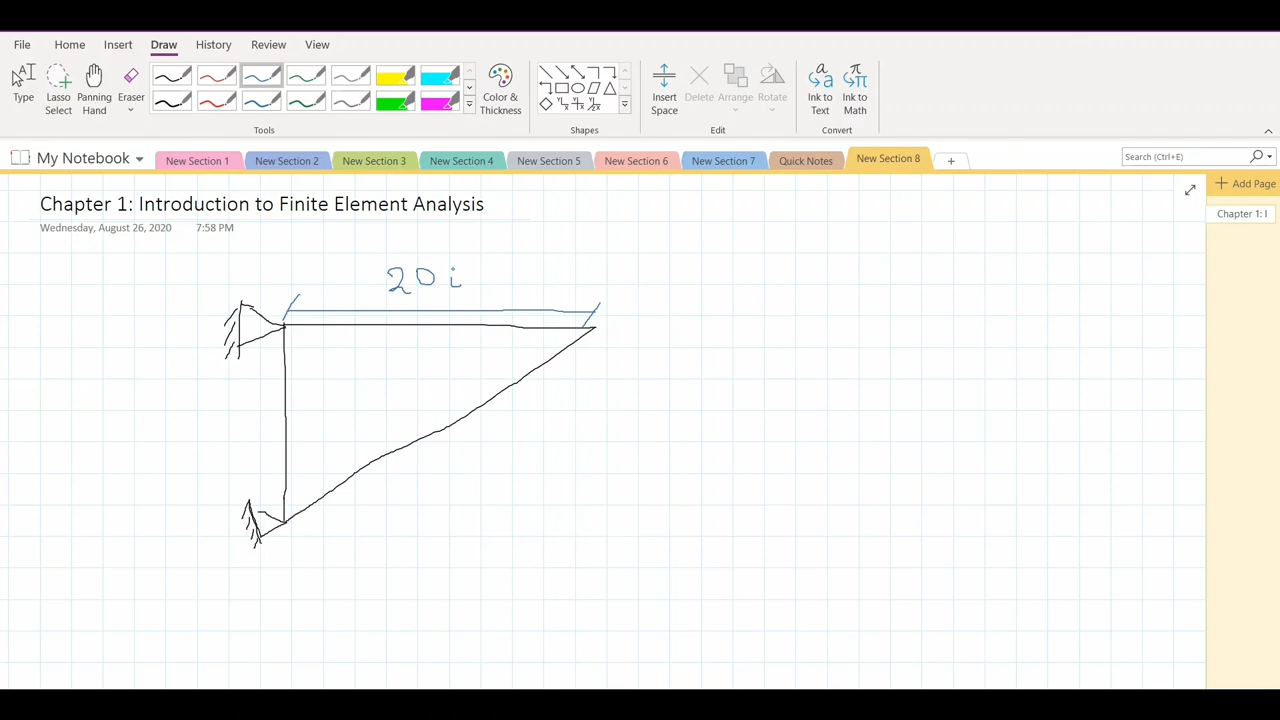 File Home Insert Draw History Review View
Type
Lasso Select
Panning Hand
Eraser
Color & Thickness
Insert Space
Delete
Arrange
Rotate
Ink to Text
Ink to Math
Tools
Shapes
Edit
Convert
My Notebook
New Section 1
New Section 2
New Section 3
New Section 4
New Section 5
New Section 6
New Section 7
Quick Notes
New Section 8
Search (Ctrl+E)
Add Page
Chapter 1: I
Chapter 1: Introduction to Finite Element Analysis
Wednesday, August 26, 2020 7:58 PM
20 i